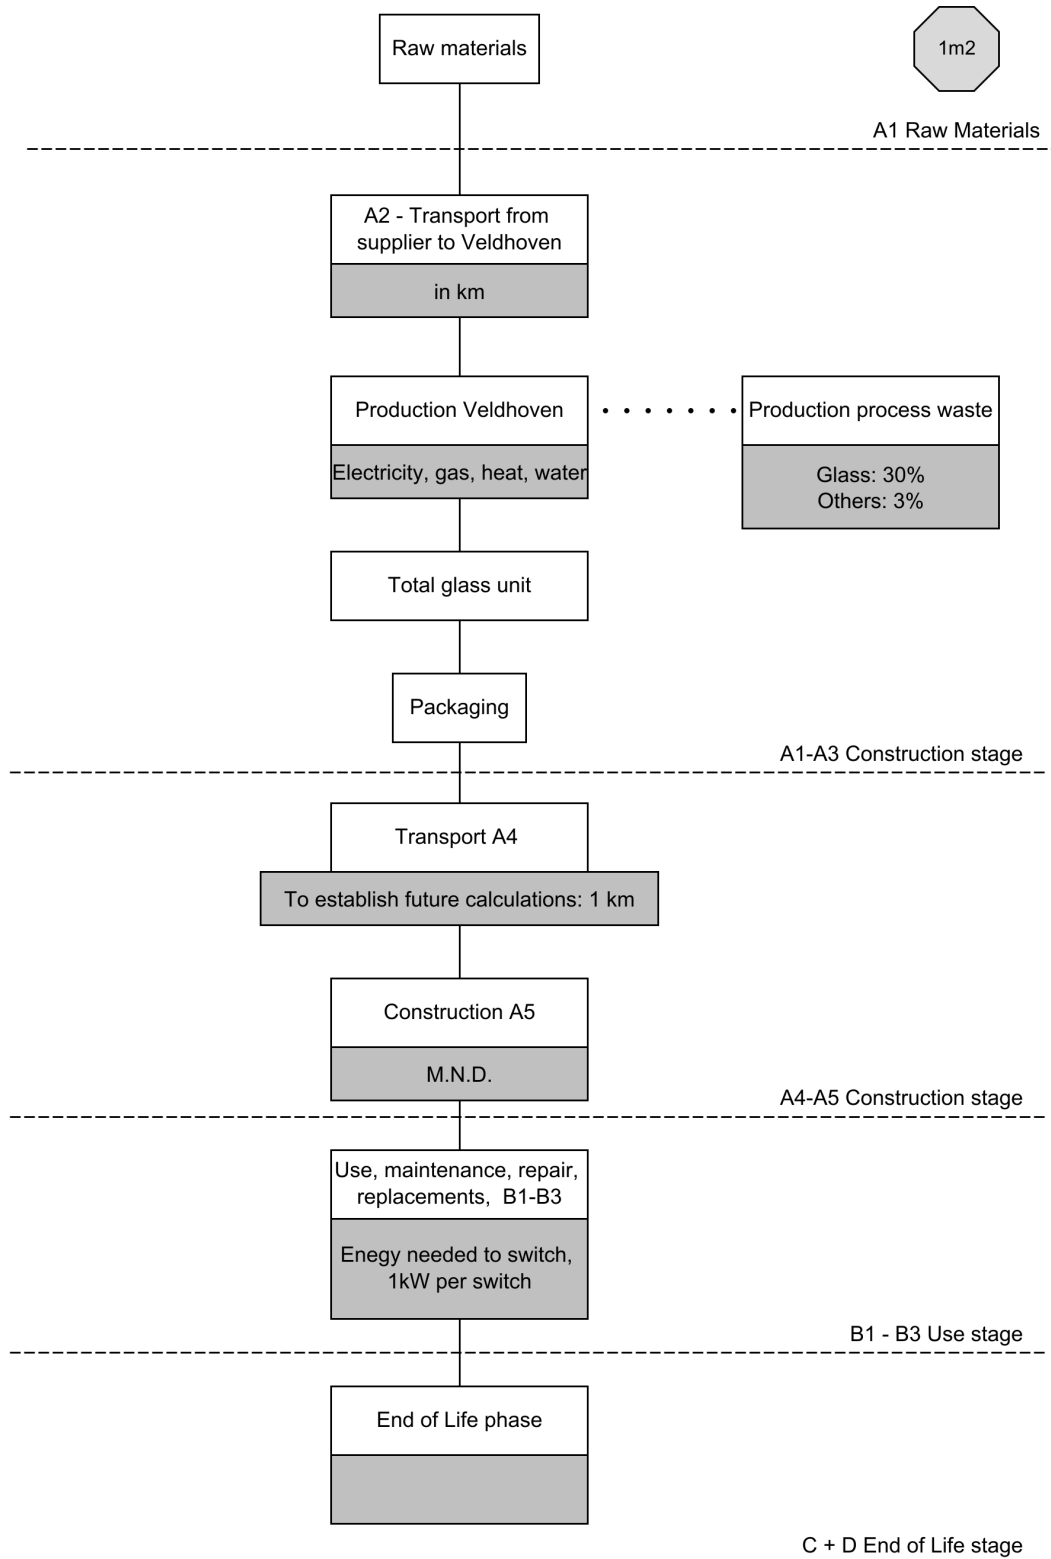 Raw materials
1m2
A1 Raw Materials
A2 - Transport from
supplier to Veldhoven
in km
Production Veldhoven
Production process waste
Electricity, gas, heat, water
Glass: 30%
Others: 3%
Total glass unit
Packaging
A1-A3 Construction stage
Transport A4
To establish future calculations: 1 km
Construction A5
M.N.D.
A4-A5 Construction stage
Use, maintenance, repair,
replacements,  B1-B3
Enegy needed to switch,
1kW per switch
B1 - B3 Use stage
End of Life phase
C + D End of Life stage